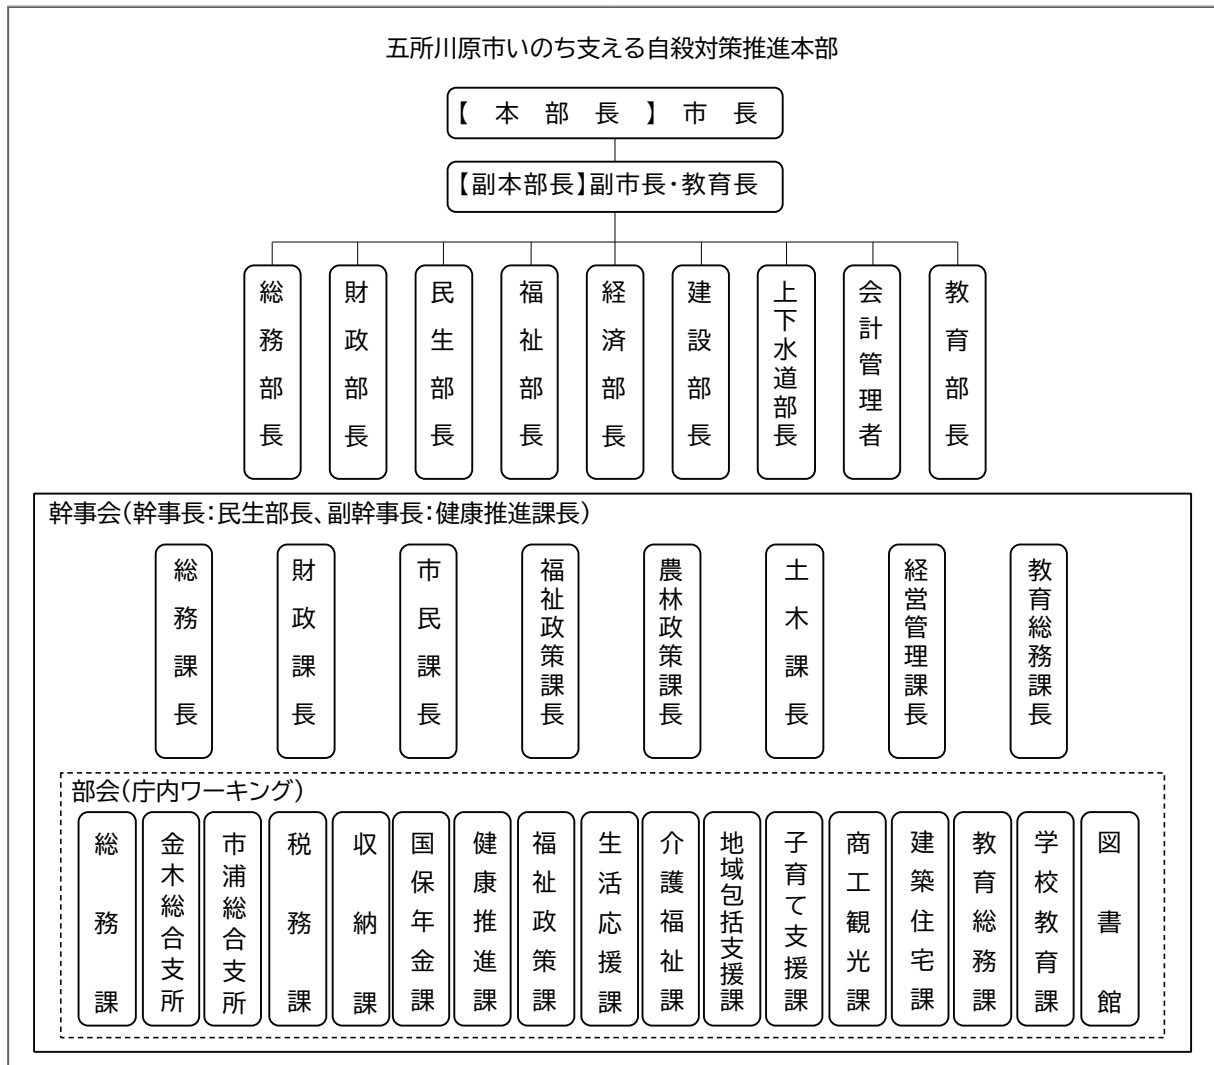 五所川原市いのち支える自殺対策推進本部
【本部長】市長
【副本部長】副市長・教育長
総務部長
財政部長
民生部長
福祉部長
経済部長
建設部長
上下水道部長
会計管理者
教育部長
幹事会(幹事長:民生部長、副幹事長:健康推進課長)
総務課長
財政課長
市民課長
福祉政策課長
農林政策課長
土木課長
経営管理課長
教育総務課長
部会(庁内ワーキング)
総務課
金木総合支所
市浦総合支所
税務課
収納課
国保年金課
健康推進課
福祉政策課
生活応援課
介護福祉課
地域包括支援課
子育て支援課
商工観光課
建築住宅課
教育総務課
学校教育課
図書館